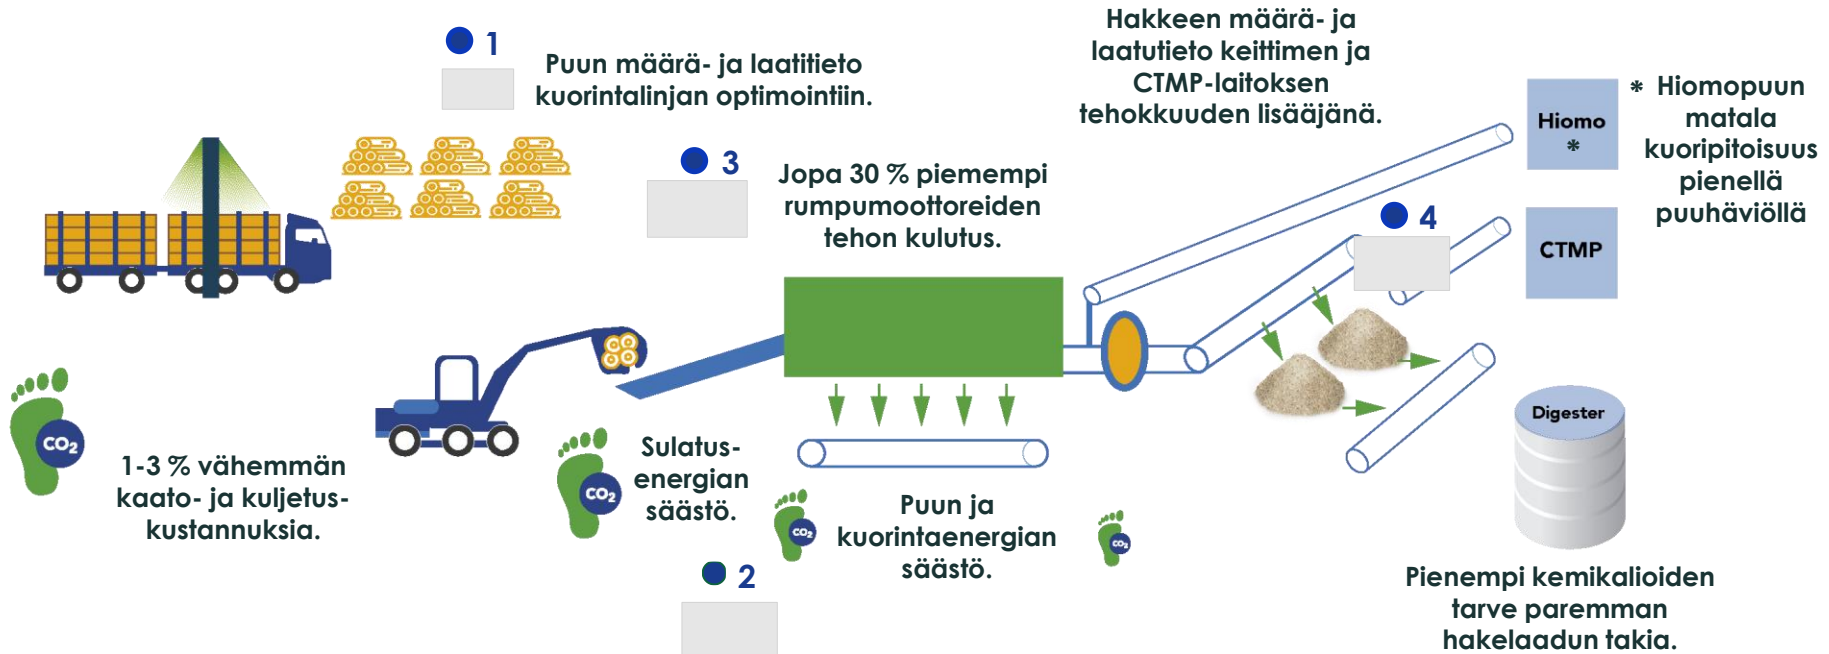 1
Puun määrä- ja laatitieto
kuorintalinjan optimointiin.
3
Jopa 30 % piemempi
rumpumoottoreiden
tehon kulutus.
Hakkeen määrä- ja
laatutieto keittimen ja
CTMP-laitoksen
tehokkuuden lisääjänä.
Hiomo
*
* Hiomopuun
matala
kuoripitoisuus
pienellä
puuhäviöllä
4
CTMP
CO2
1-3 % vähemmän
kaato- ja kuljetus-
kustannuksia.
CO2
Sulatus-
energian
säästö.
CO2
Puun ja
kuorintaenergian
säästö.
CO2
2
Digester
Pienempi kemikalioiden
tarve paremman
hakelaadun takia.